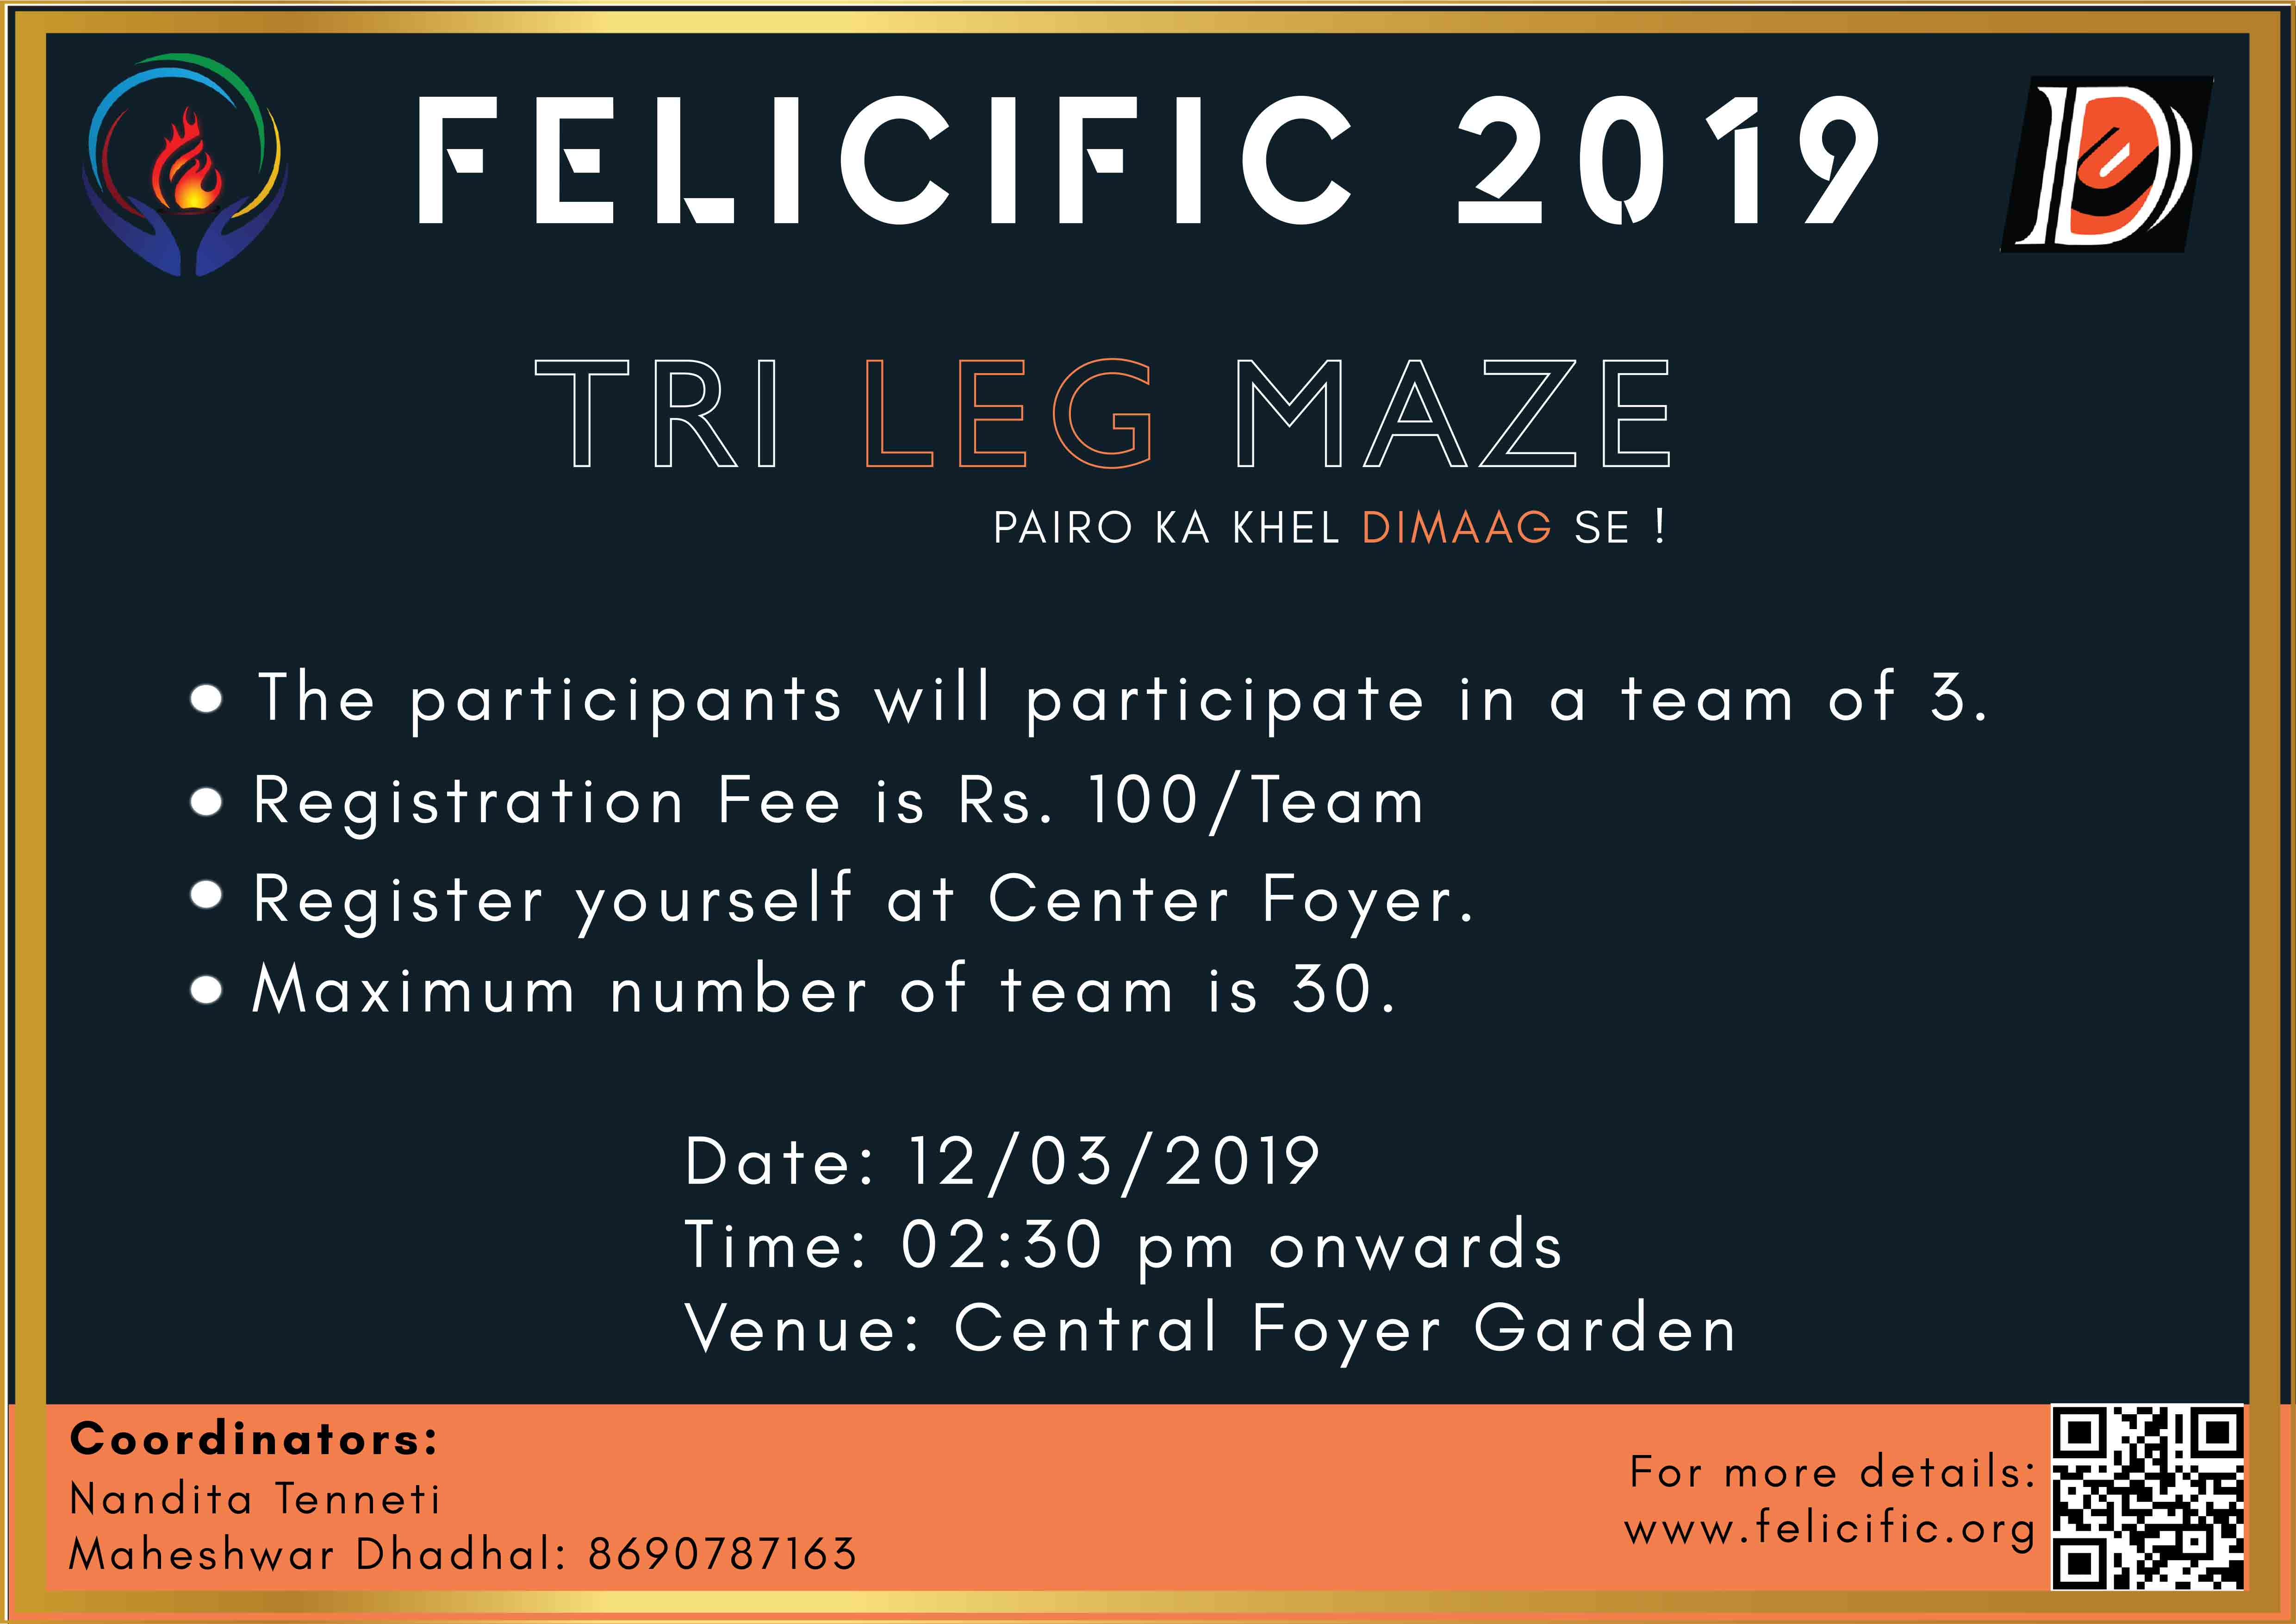 FELICIFIC 2019
TRI LEG MAZE
PAIRO KA KHEL DIMAAG SE !
The participants will participate in a team of 3.
Registration Fee is Rs. 100/Team
Register yourself at Center Foyer.
Maximum number of team is 30.
Date: 12/03/2019
Time: 02:30 pm onwards
Venue: Central Foyer Garden
Coordinators:
Nandita Tenneti
Maheshwar Dhadhal: 8690787163
For more details:
www.felicific.org